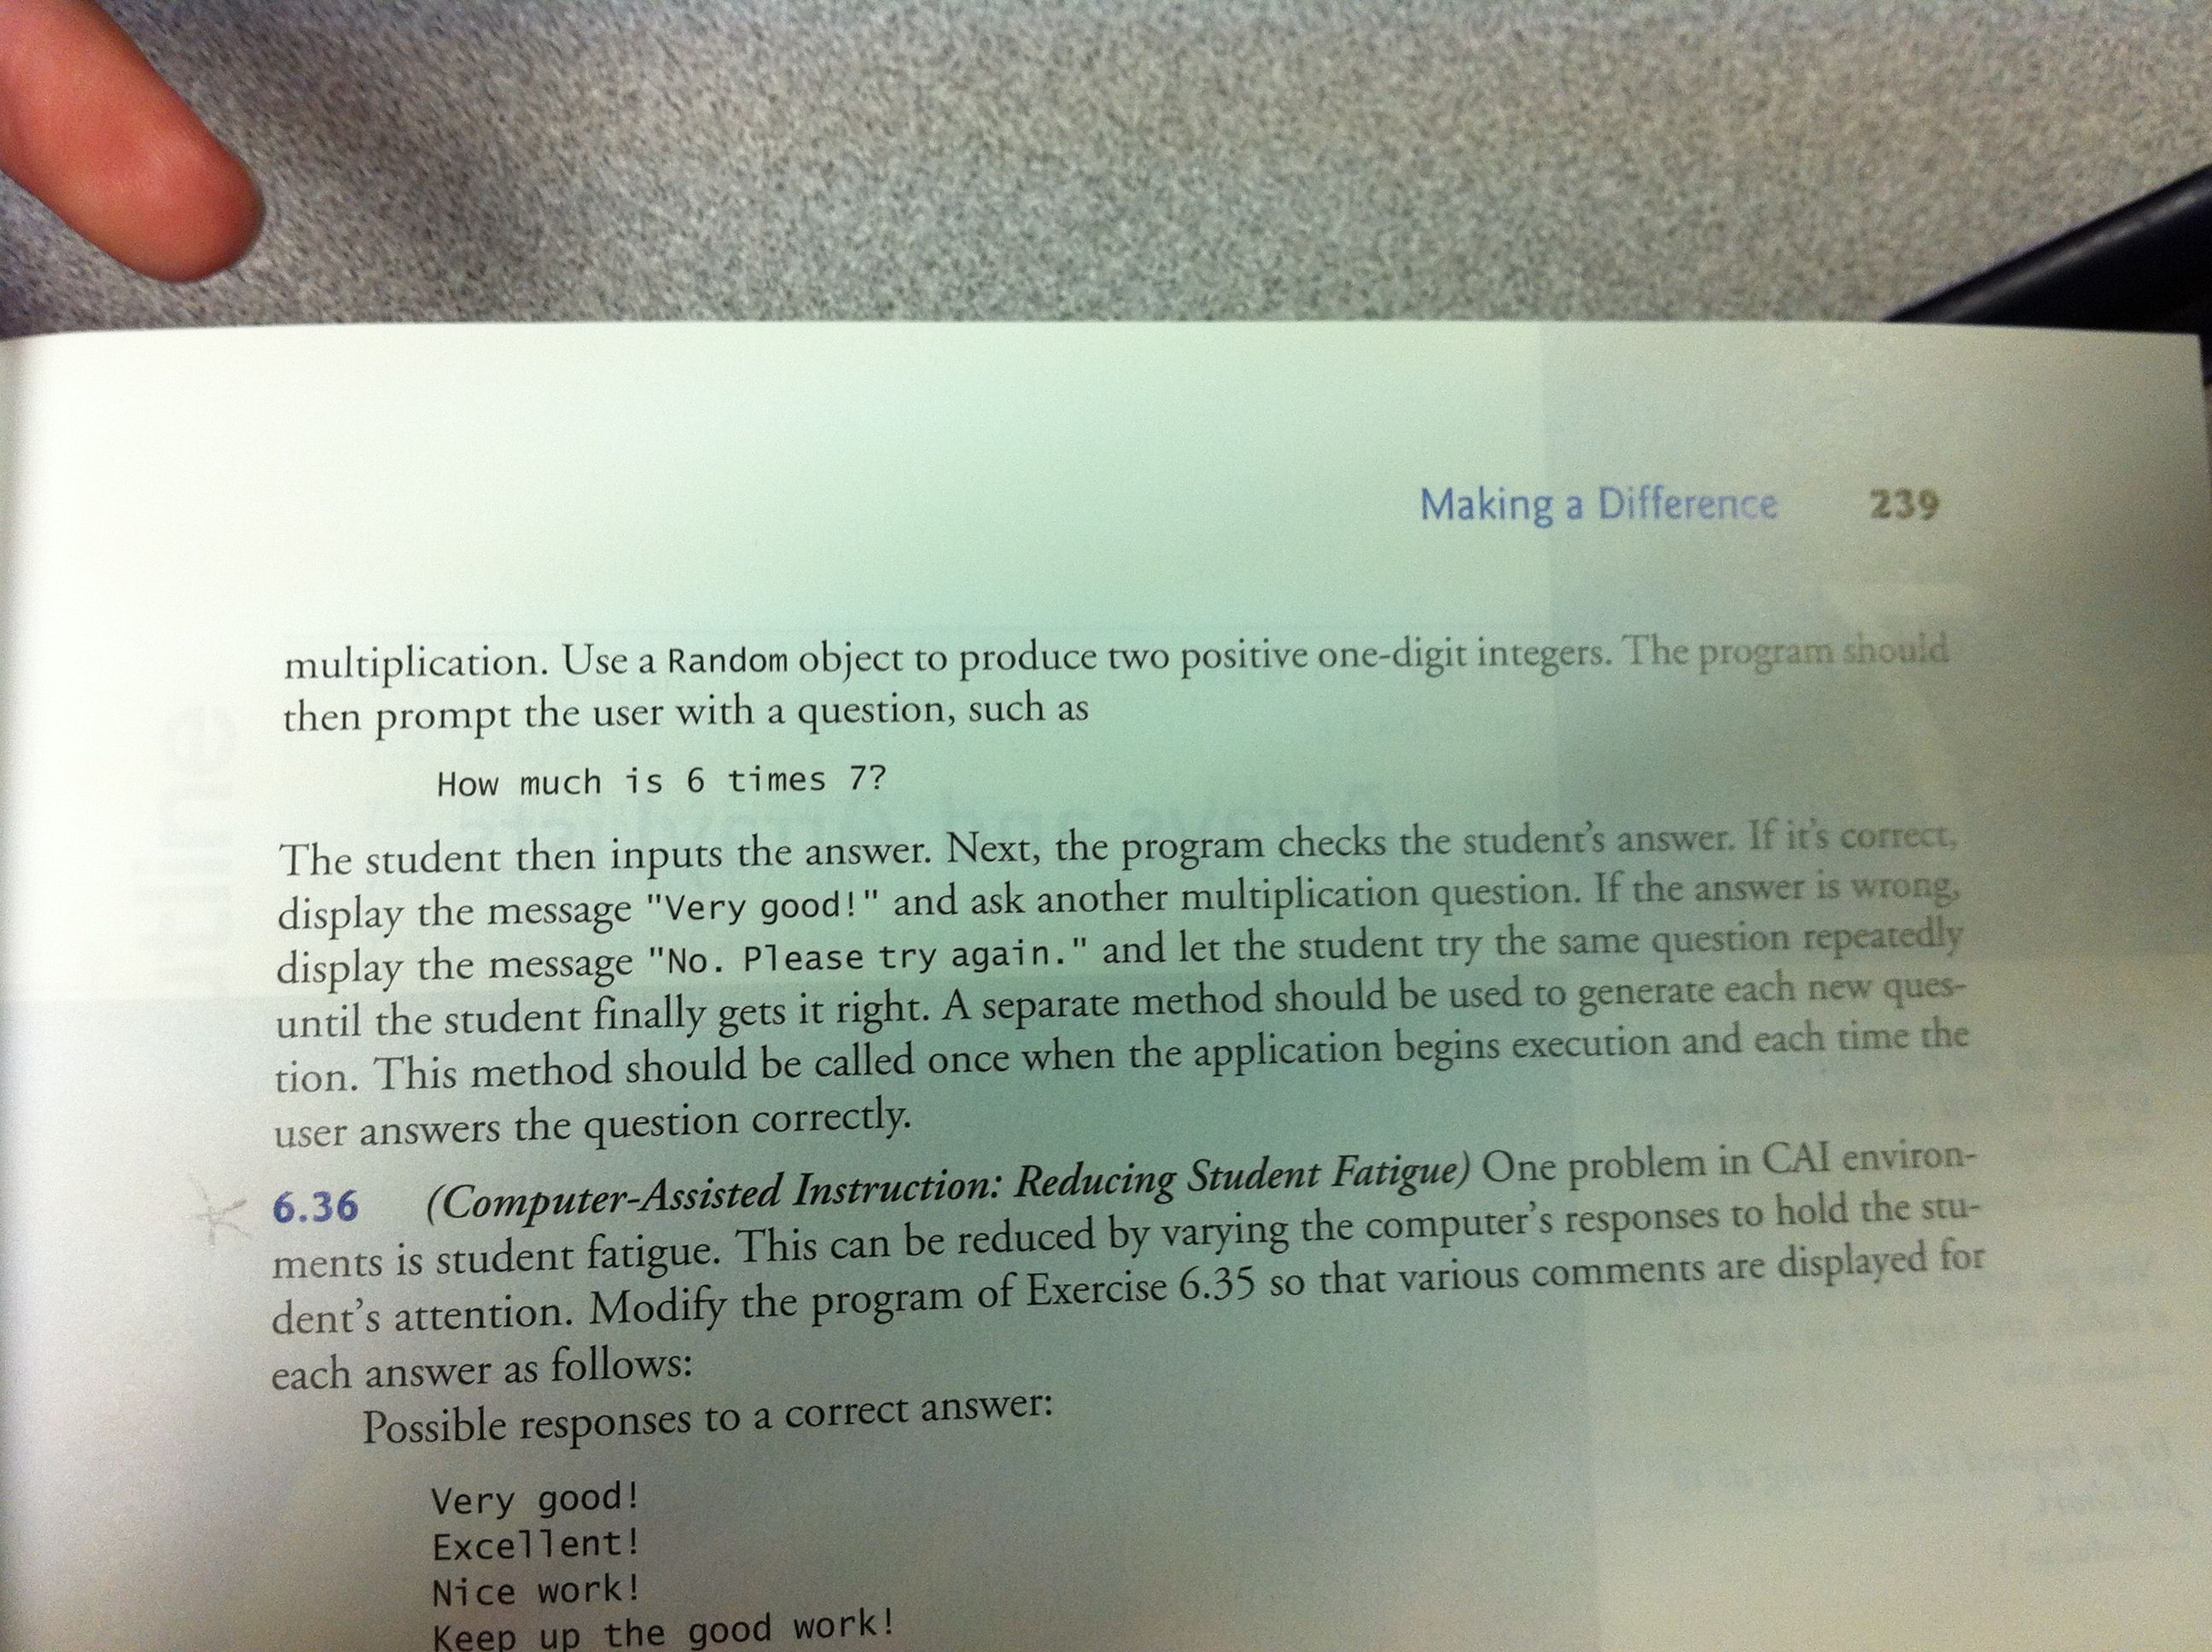 Making a Difference 239
multiplication. Use a Random object to produce two positive one-digit integers. The program should
then prompt the user with a question, such as
How much is 6 times 7?
The student then inputs the answer. Next, the program checks the student's answer. If it's correct,
display the message "Very good!" and ask another multiplication question. If the answer is wrong,
display the message "No. Please try again." and let the student try the same question repeatedly
until the student finally gets it right. A separate method should be used to generate each new ques-
tion. This method should be called once when the application begins execution and each time the
user answers the question correctly.
6.36 (Computer-Assisted Instruction: Reducing Student Fatigue) One problem in CAI environ-
ments is student fatigue. This can be reduced by varying the computer's responses to hold the stu-
dent's attention. Modify the program of Exercise 6.35 so that various comments are displayed for
each answer as follows:
Possible responses to a correct answer:
Very good!
Excellent!
Nice work!
Keep up the good work!